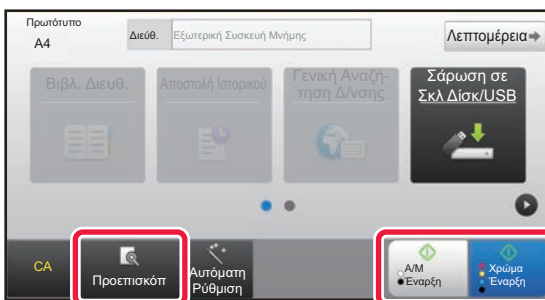 Πρωτότυπο
A4
Διεύθ.
Εξωτερική Συσκευή Μνήμης
Λεπτομέρεια
Βιβλ. Διευθ.
Αποστολή Ιστορικού
Γενική Αναζή-
τηση Δ/νσης
Σάρωση σε
Σκλ Δίσκ/USB
CA
Προεπισκόπ
Αυτόματη
Ρύθμιση
Α/Μ
Έναρξη
Χρώμα
Έναρξη